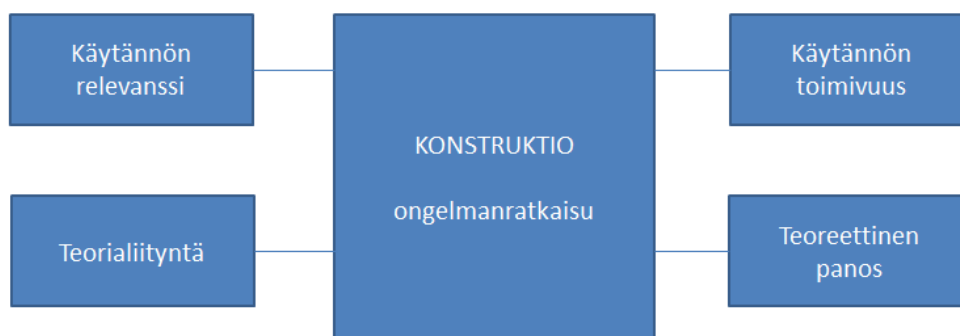 Käytännön
relevanssi
KONSTRUKTIO
ongelmanratkaisu
Käytännön
toimivuus
Teorialiityntä
Teoreettinen
panos